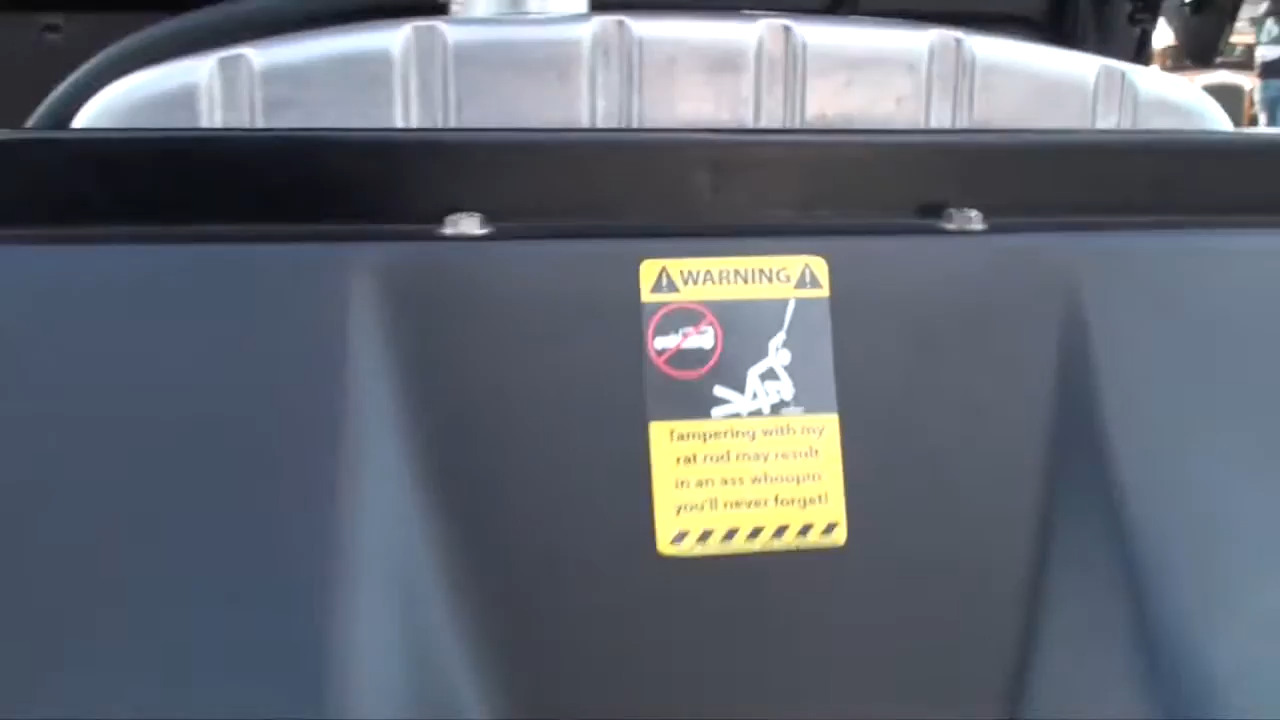 WARNING
Tampering with my
rat rod may result
in an ass whoopin
you'll never forget!